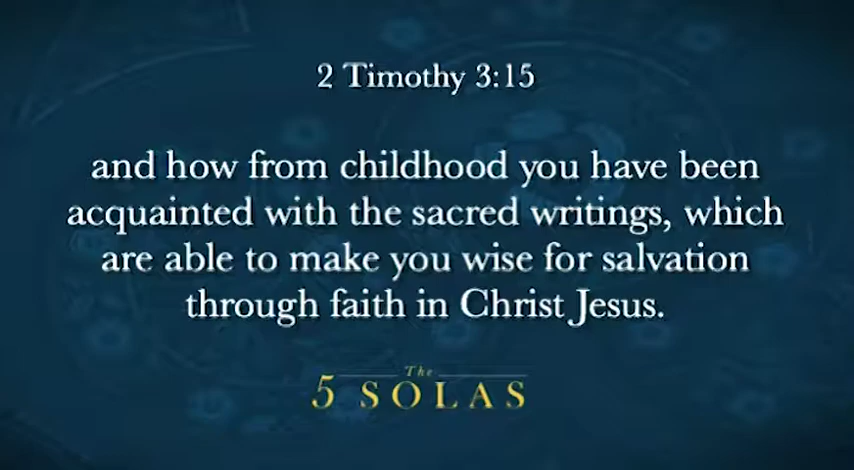 2 Timothy 3:15
and how from childhood you have been
acquainted with the sacred writings, which
are able to make you wise for salvation
through faith in Christ Jesus.
The
5 SOLAS